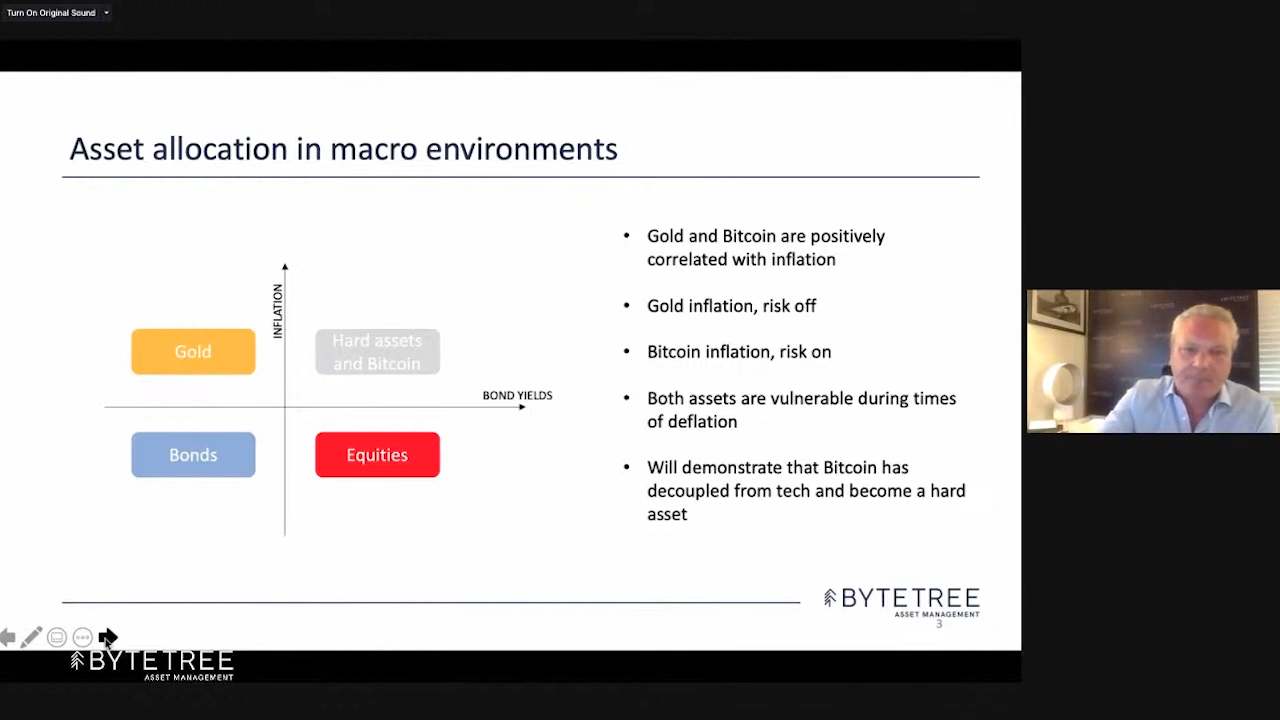 Turn On Original Sound
Asset allocation in macro environments
INFLATION
Gold
Hard assets
and Bitcoin
BOND YIELDS
Bonds
Equities
• Gold and Bitcoin are positively
correlated with inflation
• Gold inflation, risk off
• Bitcoin inflation, risk on
• Both assets are vulnerable during times
of deflation
• Will demonstrate that Bitcoin has
decoupled from tech and become a hard
asset
BYTETREE
ASSET MANAGEMENT
3
BYTETREE
ASSET MANAGEMENT